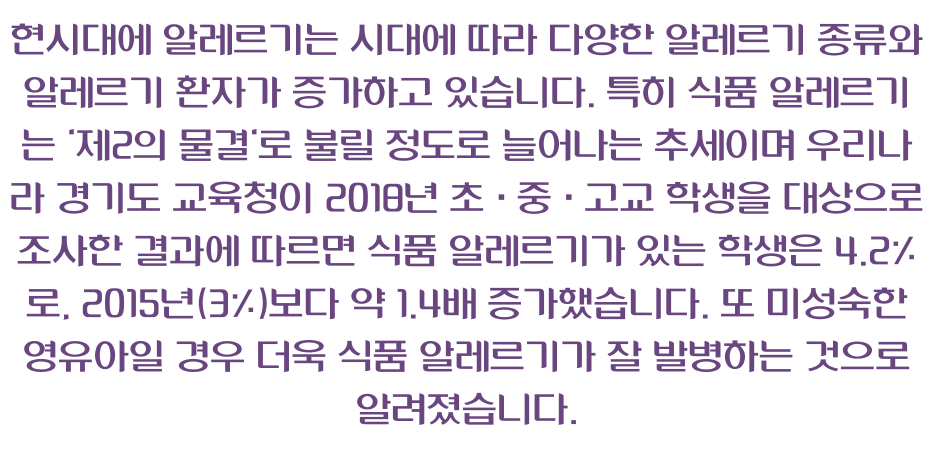 현시대에 알레르기는 시대에 따라 다양한 알레르기 종류와
알레르기 환자가 증가하고 있습니다. 특히 식품 알레르기
는 '제2의 물결'로 불릴 정도로 늘어나는 추세이며 우리나
라 경기도 교육청이 2018년 초·중·고교 학생을 대상으로
조사한 결과에 따르면 식품 알레르기가 있는 학생은 4.2%
로, 2015년(3%)보다 약 1.4배 증가했습니다. 또 미성숙한
영유아일 경우 더욱 식품 알레르기가 잘 발병하는 것으로
알려졌습니다.